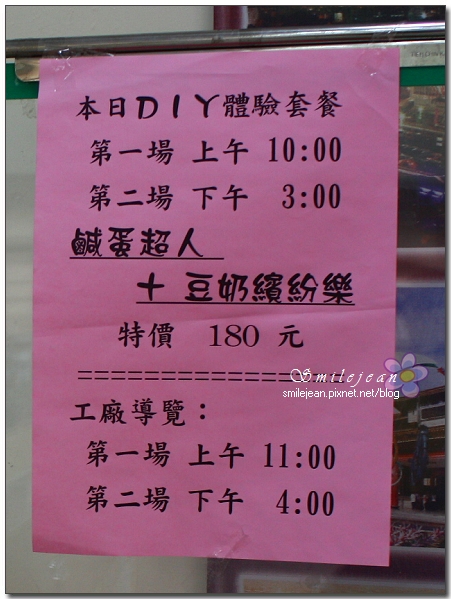 本日DIY體驗套餐
第一場 上午 10:00
第二場 下午 3:00
鹹蛋超人
＋ 豆奶繽紛樂
特價 180 元
================
Smilejean
smilejean.pixnet.net/blog
工廠導覽：
第一場 上午 11:00
第二場 下午 4:00